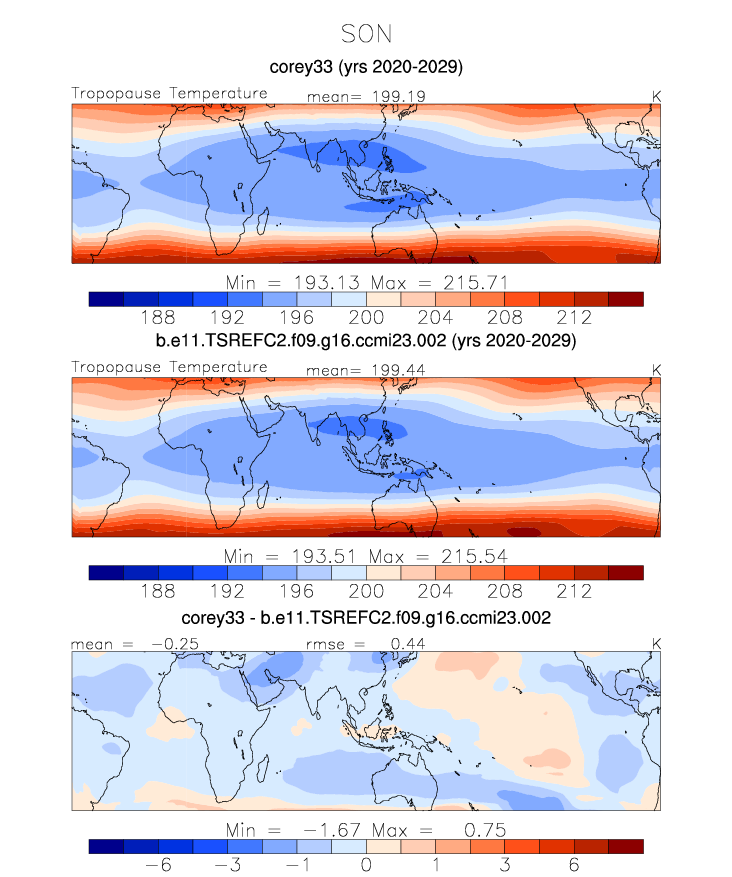 SON
corey33 (yrs 2020-2029)
Tropopause Temperature mean= 199.19 K
Min = 193.13 Max = 215.71
188 192 196 200 204 208 212
b.e11.TSREFC2.f09.g16.ccmi23.002 (yrs 2020-2029)
Tropopause Temperature mean= 199.44 K
Min = 193.51 Max = 215.54
188 192 196 200 204 208 212
corey33 - b.e11.TSREFC2.f09.g16.ccmi23.002
mean = -0.25 rmse = 0.44 K
Min = -1.67 Max = 0.75
-6 -3 -1 0 1 3 6